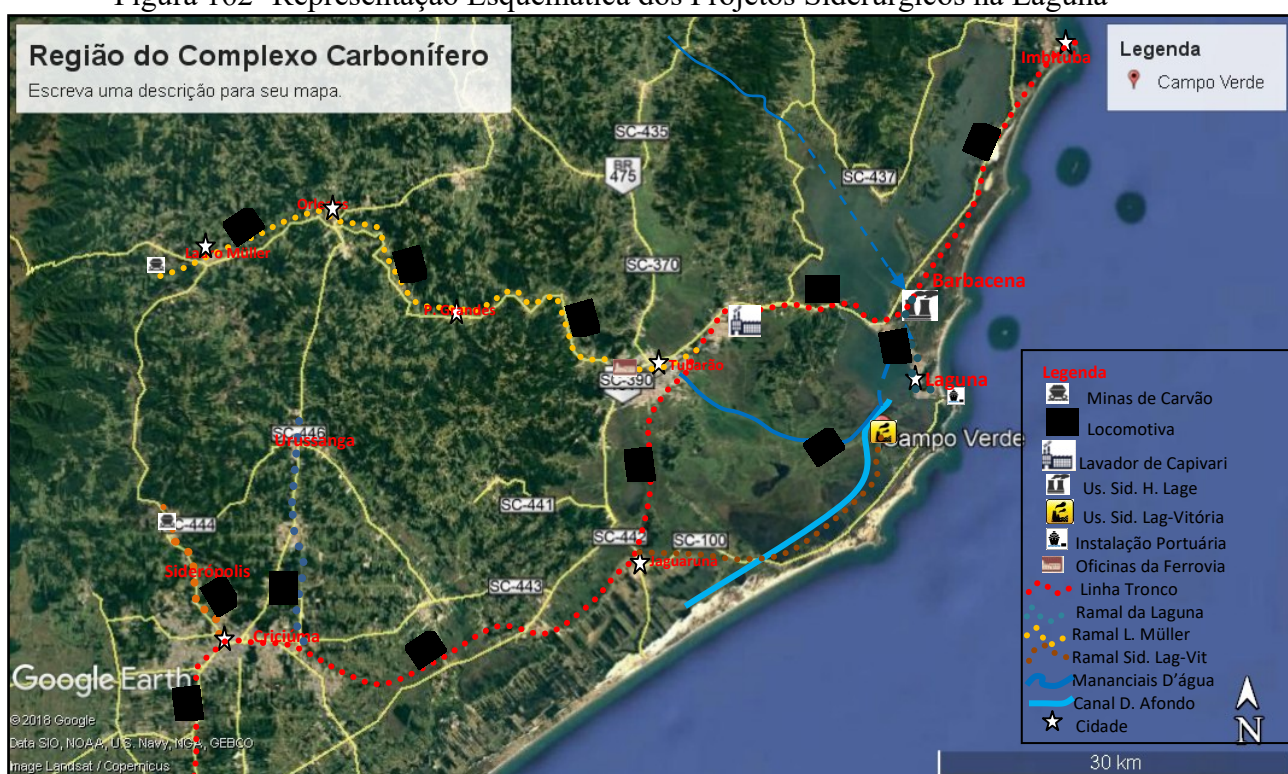 Figura 162- Representação Esquemática dos Projetos Siderúrgicos na Laguna
Região do Complexo Carbonífero
Escreva uma descrição para seu mapa.
Legenda
Campo Verde
Imbituba
SC-435
BR
475
SC-437
Orleans
Lauro Müller
SC-370
Barbacena
P. Grandes
Tubarão
SC-390
Laguna
SC-446
Urussanga
Campo Verde
SC-441
SC-444
SC-442
SC-100
Jaguaruna
Siderópolis
SC-443
Criciúma
Legenda
Minas de Carvão
Locomotiva
Lavador de Capivari
Us. Sid. H. Lage
Us. Sid. Lag-Vitória
Instalação Portuária
Oficinas da Ferrovia
Linha Tronco
Ramal da Laguna
Ramal L. Müller
Ramal Sid. Lag-Vit
Mananciais D’água
Canal D. Afondo
Cidade
N
Google Earth
© 2018 Google
Data SIO, NOAA, U.S. Navy, NGA, GEBCO
Image Landsat / Copernicus
30 km